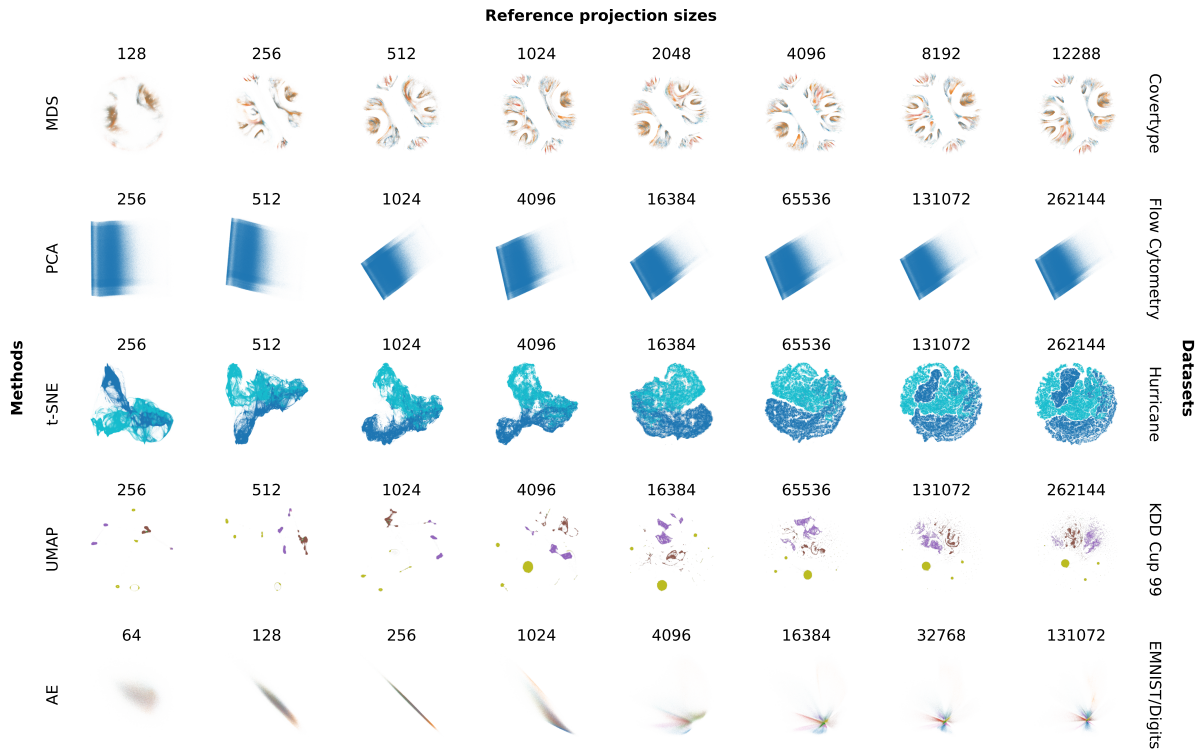 Reference projection sizes
128 256 512 1024 2048 4096 8192 12288
MDS
Covertype
256 512 1024 4096 16384 65536 131072 262144
PCA
Flow Cytometry
256 512 1024 4096 16384 65536 131072 262144
Methods
t-SNE
Hurricane
Datasets
256 512 1024 4096 16384 65536 131072 262144
UMAP
KDD Cup 99
64 128 256 1024 4096 16384 32768 131072
AE
EMNIST/Digits